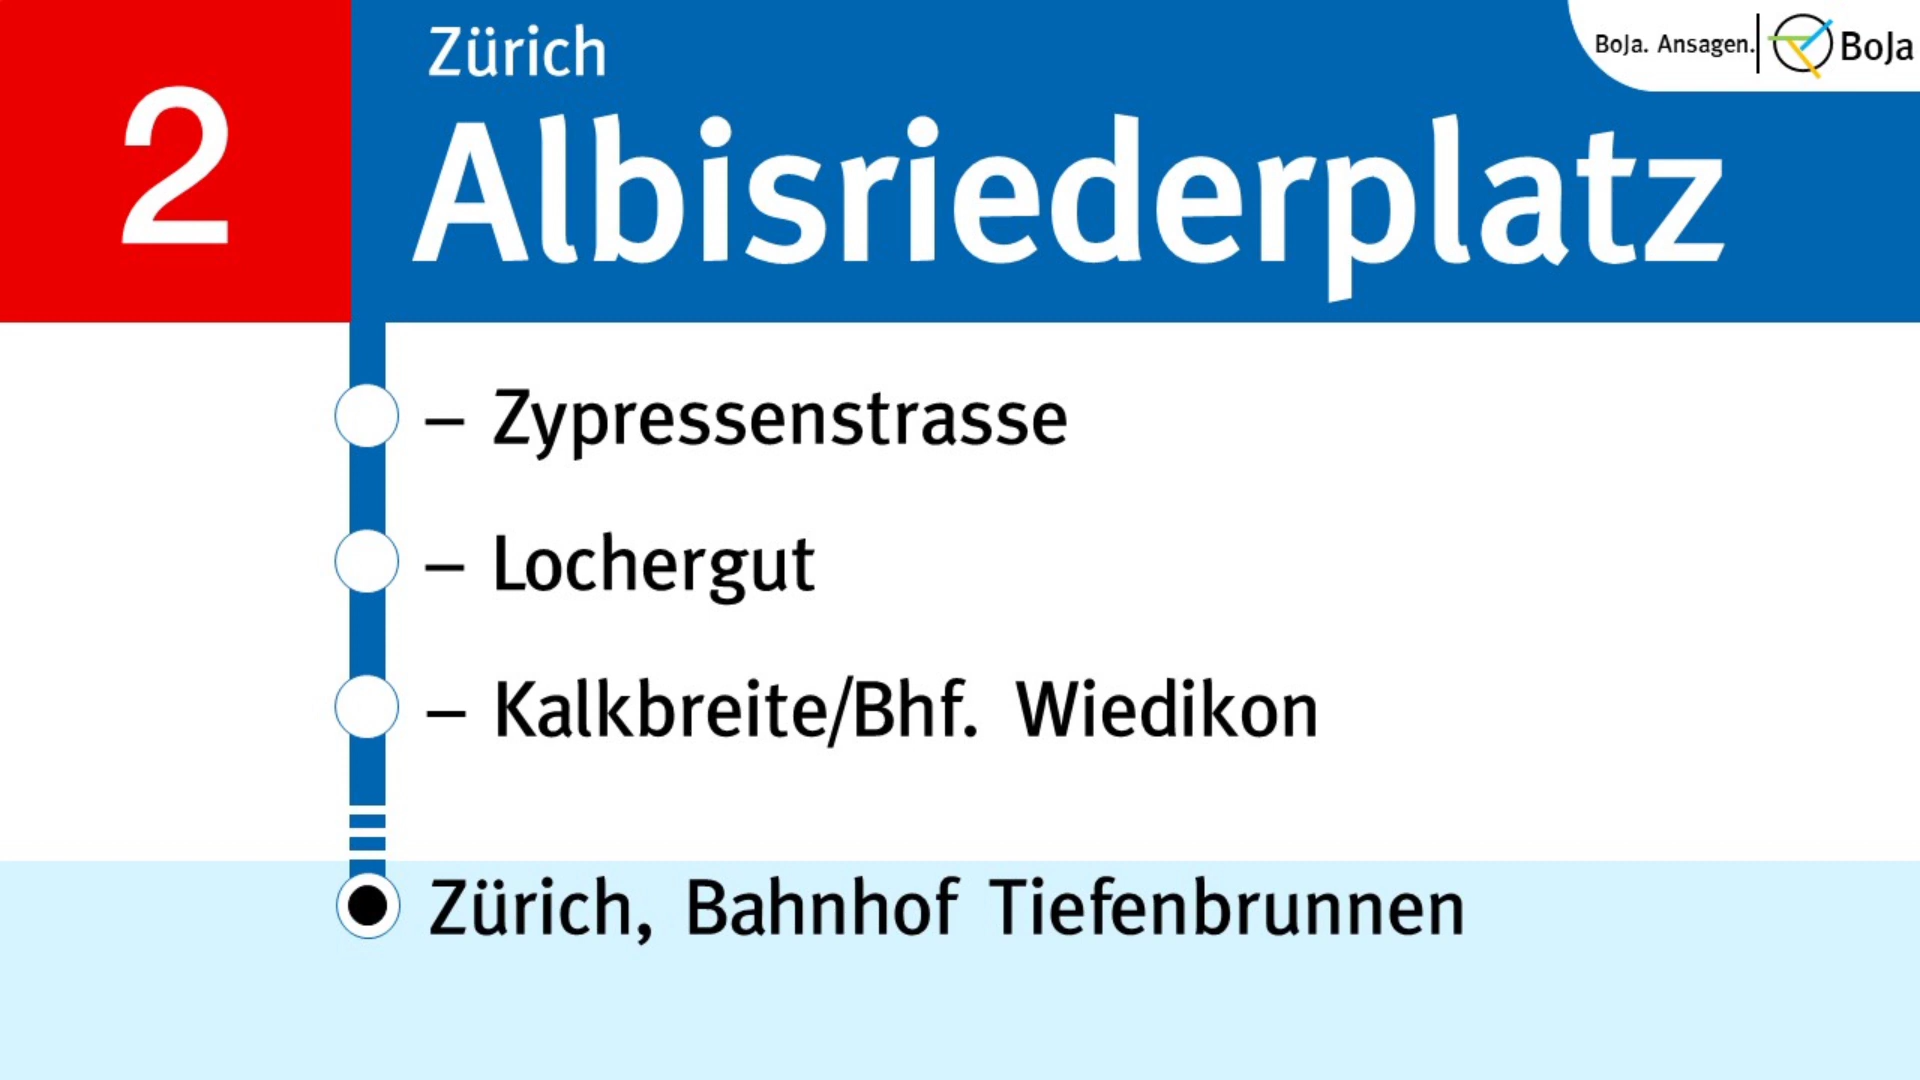 2
Zürich
BoJa. Ansagen. BoJa
Albisriederplatz
– Zypressenstrasse
– Lochergut
– Kalkbreite/Bhf. Wiedikon
Zürich, Bahnhof Tiefenbrunnen